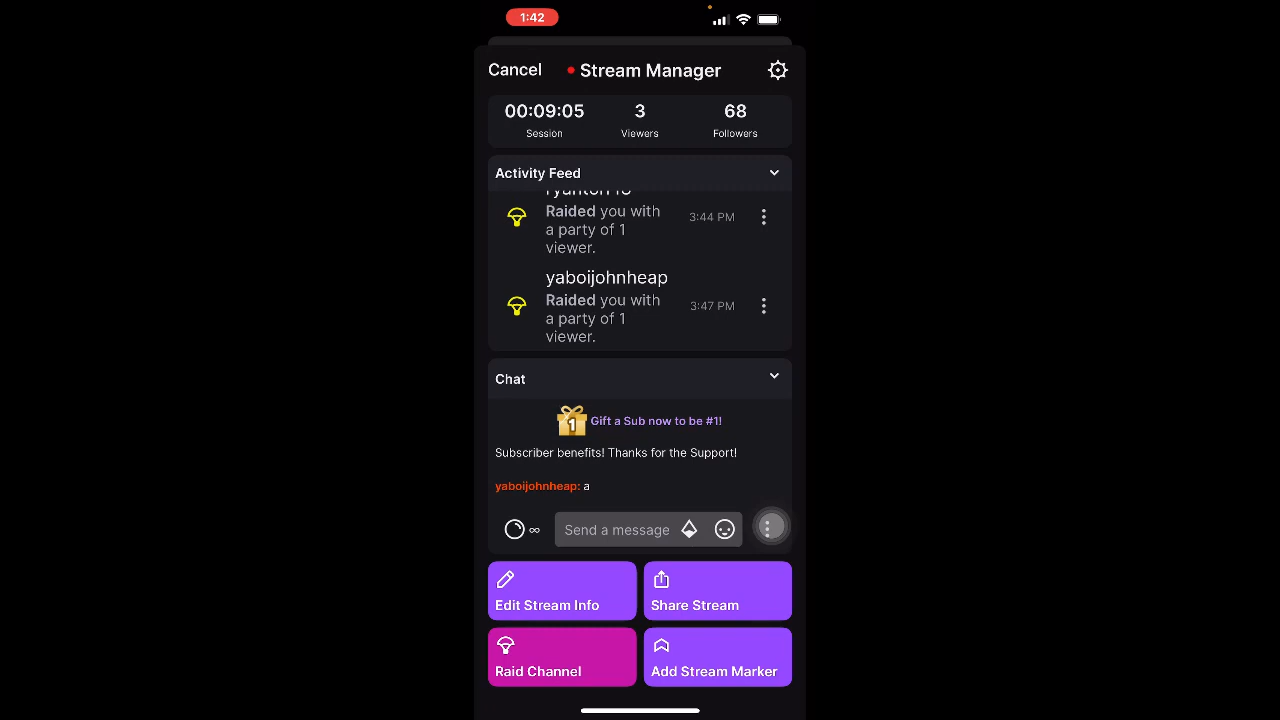 1:42
Cancel
Stream Manager
00:09:05
3
68
Session
Viewers
Followers
Activity Feed
Raided you with
a party of 1
viewer.
3:44 PM
yaboijohnheap
Raided you with
a party of 1
viewer.
3:47 PM
Chat
1
Gift a Sub now to be #1!
Subscriber benefits! Thanks for the Support!
yaboijohnheap: a
∞
Send a message
Edit Stream Info
Share Stream
Raid Channel
Add Stream Marker